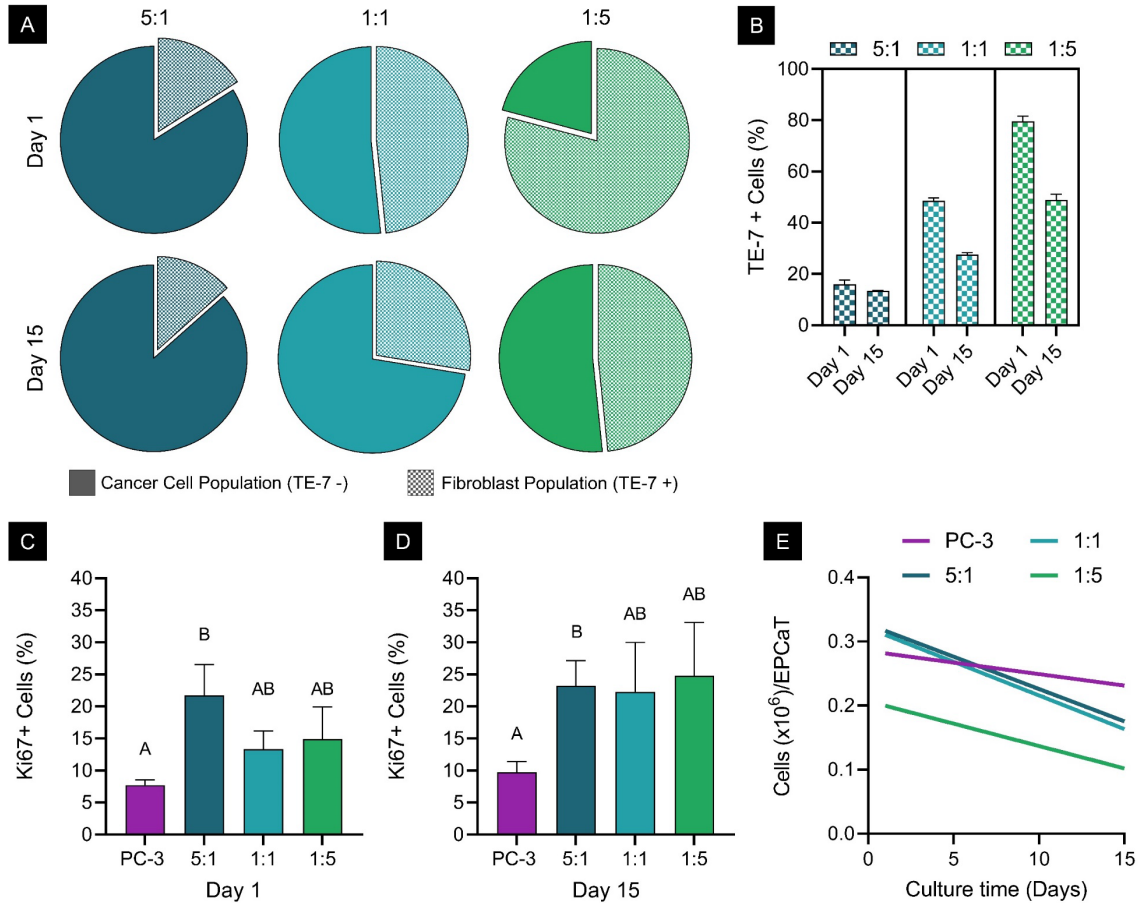 A
5:1
1:1
1:5
Day 1
Day 15
Cancer Cell Population (TE-7 -)
Fibroblast Population (TE-7 +)
B
5:1
1:1
1:5
TE-7 + Cells (%)
100
80
60
40
20
0
Day 1
Day 15
Day 1
Day 15
Day 1
Day 15
C
Ki67+ Cells (%)
40
35
30
25
20
15
10
5
0
A
B
AB
AB
PC-3
5:1
1:1
1:5
Day 1
D
Ki67+ Cells (%)
40
35
30
25
20
15
10
5
0
A
B
AB
AB
PC-3
5:1
1:1
1:5
Day 15
E
PC-3
1:1
5:1
1:5
Cells (x10⁶)/EPCaT
0.4
0.3
0.2
0.1
0.0
0
5
10
15
Culture time (Days)